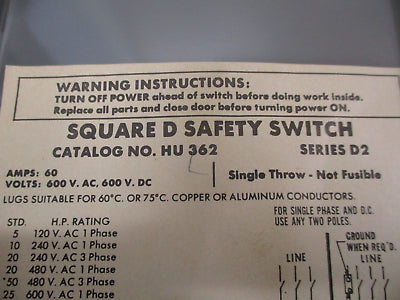 WARNING INSTRUCTIONS:
TURN OFF POWER ahead of switch before doing work inside.
Replace all parts and close door before turning power ON.
SQUARE D SAFETY SWITCH
CATALOG NO. HU 362 SERIES D2
AMPS: 60
VOLTS: 600 V. AC, 600 V. DC
Single Throw - Not Fusible
LUGS SUITABLE FOR 60°C. OR 75°C. COPPER OR ALUMINUM CONDUCTORS.
STD. H.P. RATING
5 120 V. AC 1 Phase
10 240 V. AC 1 Phase
20 240 V. AC 3 Phase
20 480 V. AC 1 Phase
*50 480 V. AC 3 Phase
25 600 V. AC 1 Phase
FOR SINGLE PHASE AND D.C.
USE ANY TWO POLES.
GROUND
WHEN REQ'D.
LINE
LINE